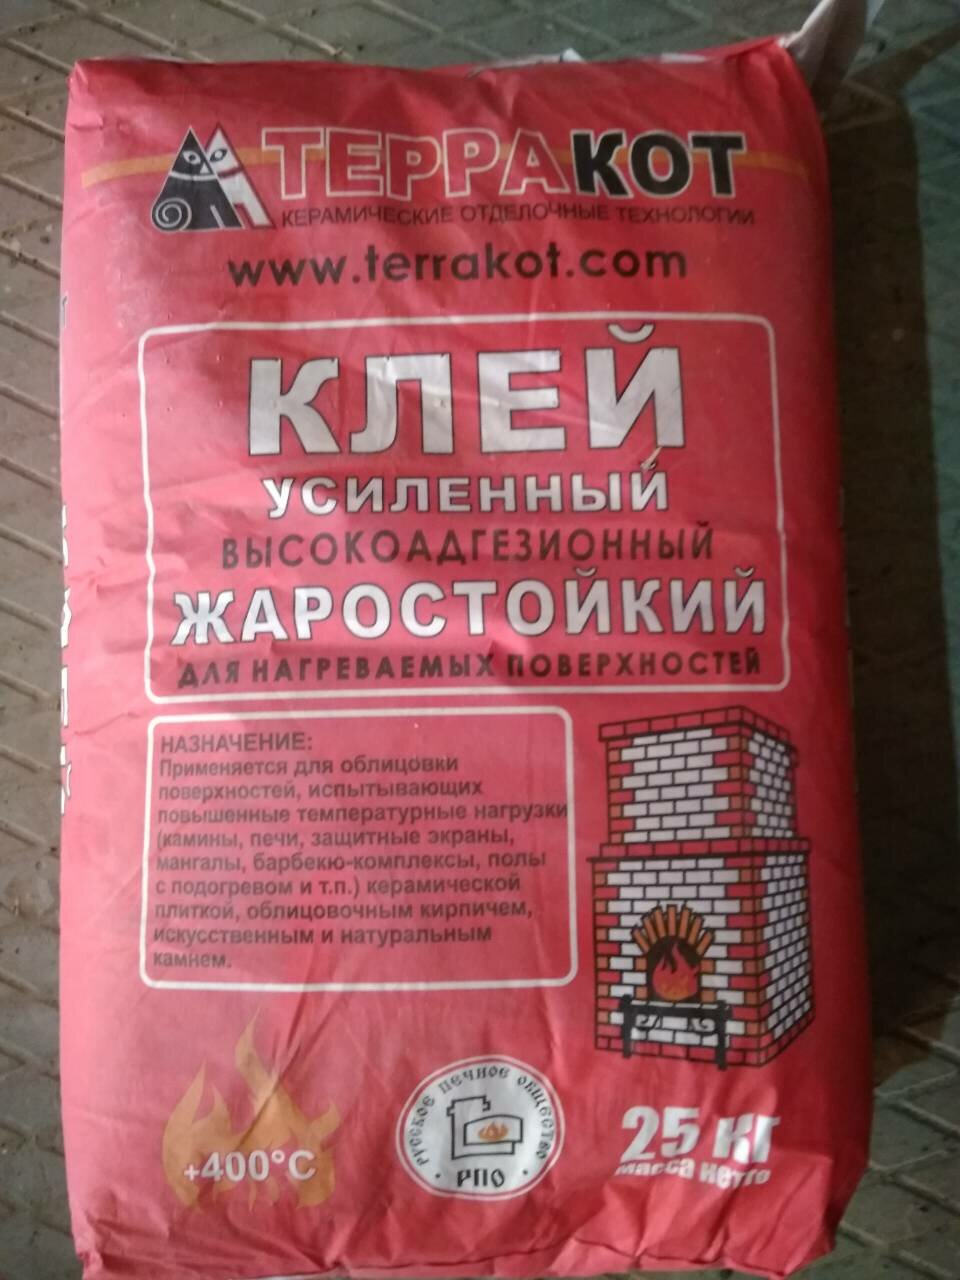 ТЕРРАКОТ
КЕРАМИЧЕСКИЕ ОТДЕЛОЧНЫЕ ТЕХНОЛОГИИ
www.terrakot.com
КЛЕЙ
УСИЛЕННЫЙ
ВЫСОКОАДГЕЗИОННЫЙ
ЖАРОСТОЙКИЙ
ДЛЯ НАГРЕВАЕМЫХ ПОВЕРХНОСТЕЙ
НАЗНАЧЕНИЕ:
Применяется для облицовки
поверхностей, испытывающих
повышенные температурные нагрузки
(камины, печи, защитные экраны,
мангалы, барбекю-комплексы, полы
с подогревом и т.п.) керамической
плиткой, облицовочным кирпичем,
искусственным и натуральным
камнем.
+400°C
РУССКОЕ ПЕЧНОЕ ОБЩЕСТВО
РПО
25 кг
масса нетто